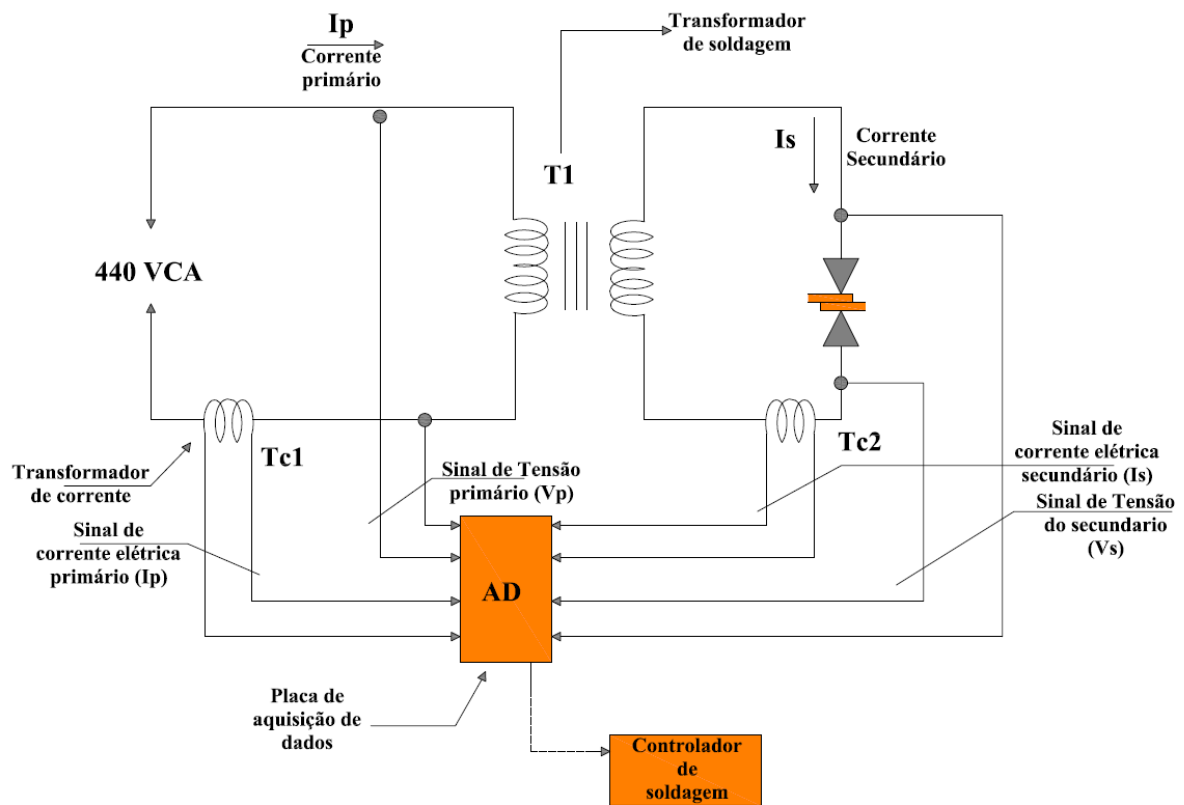 Ip
Corrente
primário
Transformador
de soldagem
T1
Is
Corrente
Secundário
440 VCA
Tc1
Tc2
Transformador
de corrente
Sinal de Tensão
primário (Vp)
Sinal de
corrente elétrica
secundário (Is)
Sinal de Tensão
do secundario
(Vs)
Sinal de
corrente elétrica
primário (Ip)
AD
Placa de
aquisição de
dados
Controlador
de
soldagem